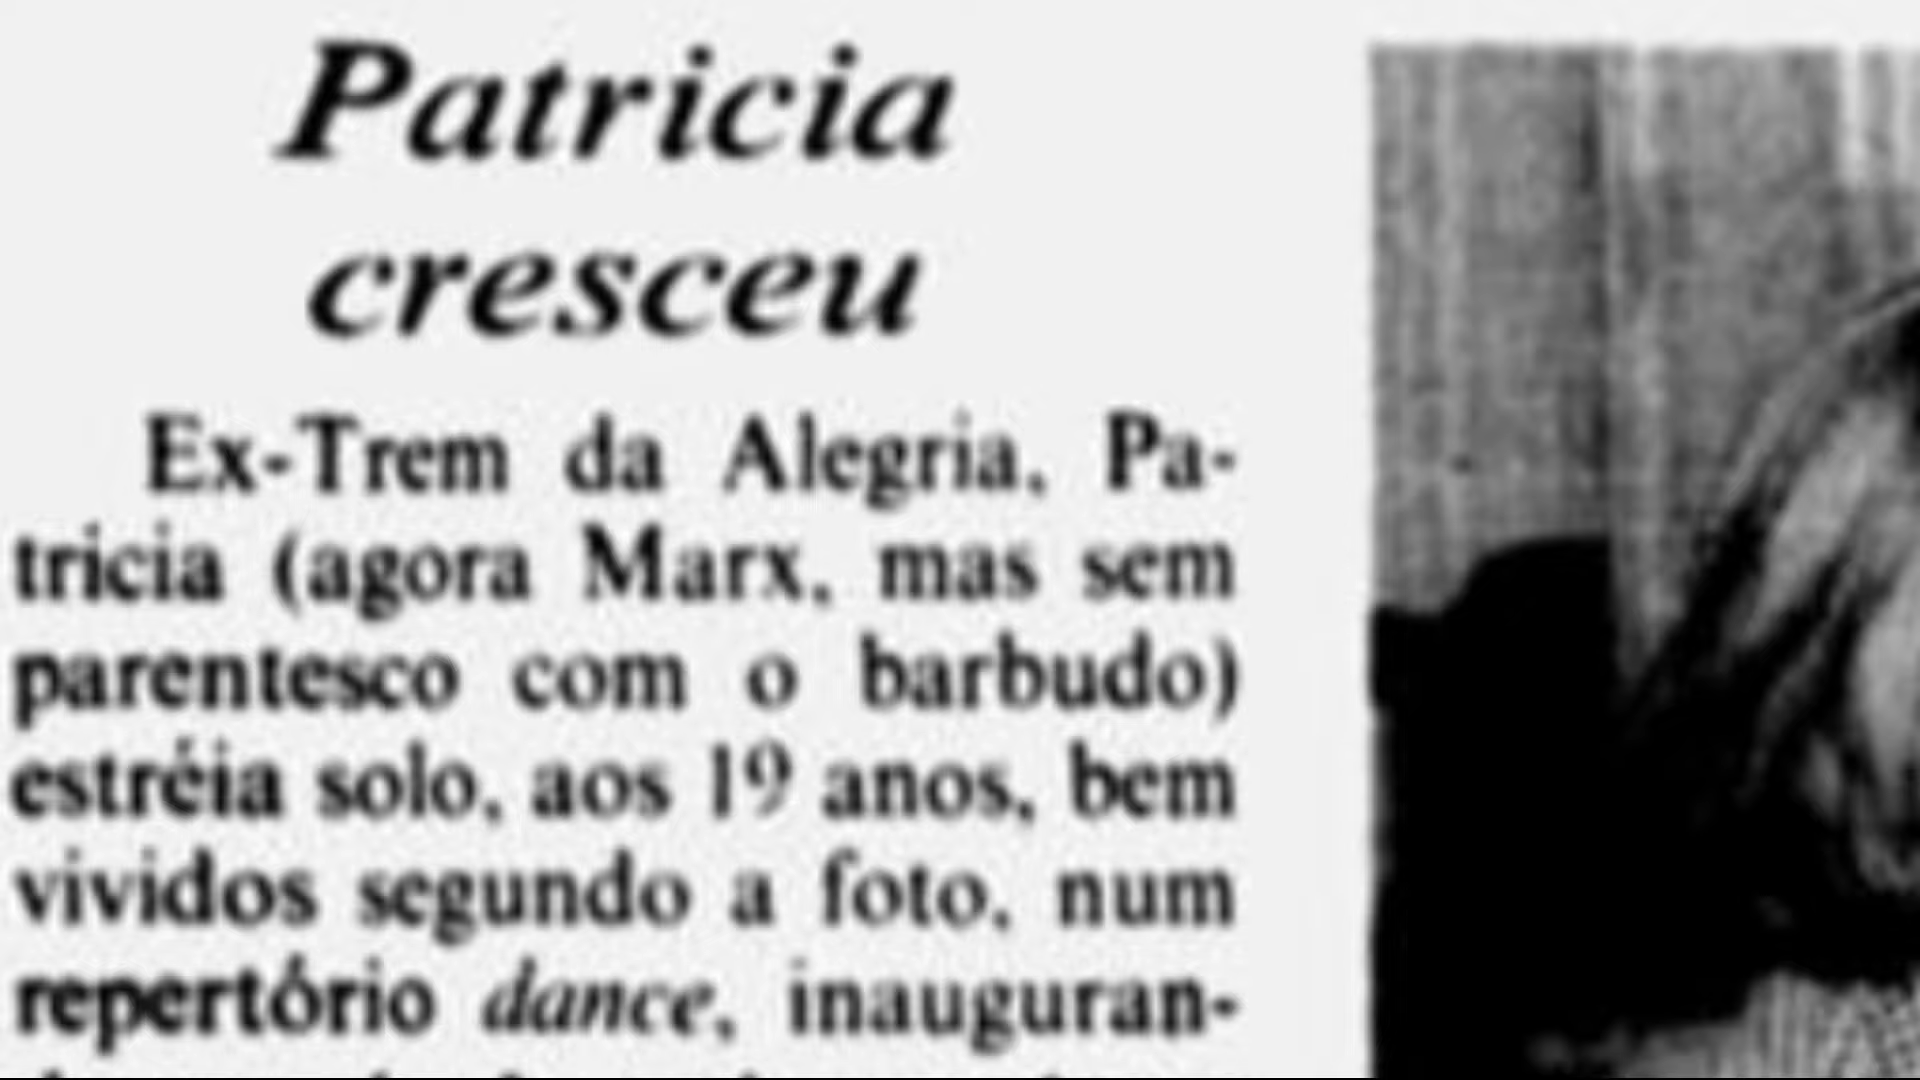 Patricia
cresceu
Ex-Trem da Alegria, Pa-
tricia (agora Marx, mas sem
parentesco com o barbudo)
estréia solo, aos 19 anos, bem
vividos segundo a foto, num
repertório dance, inauguran-